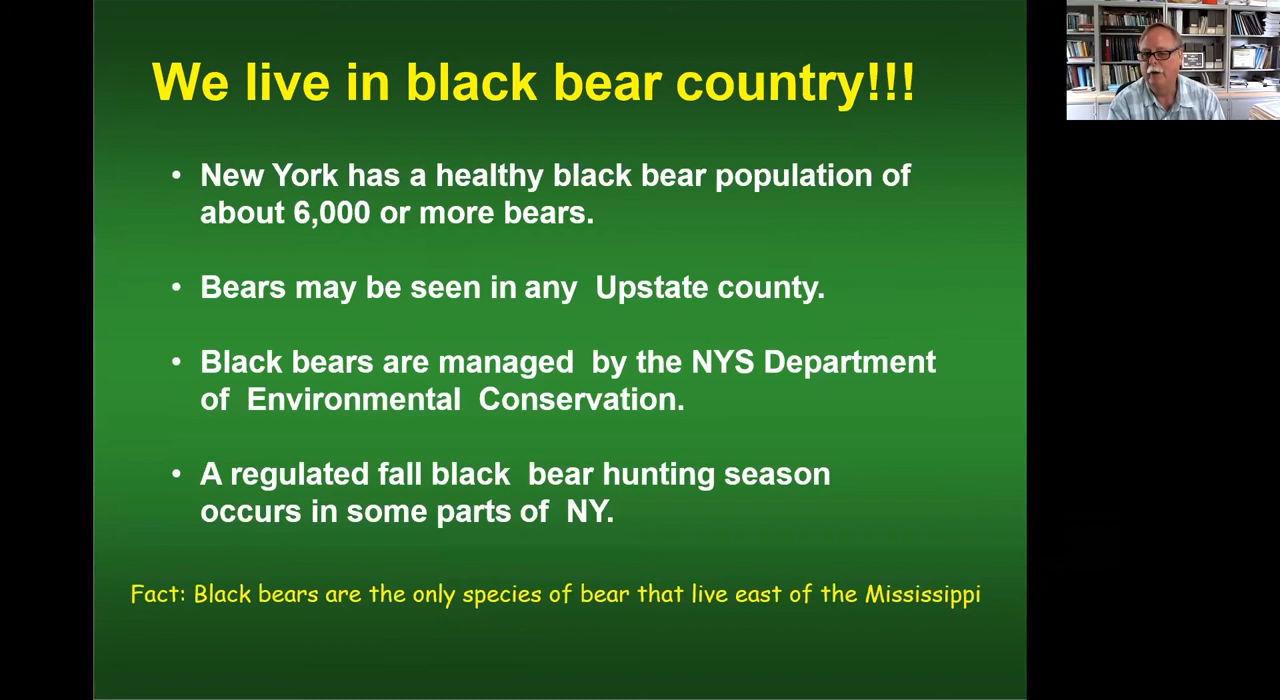 We live in black bear country!!!
• New York has a healthy black bear population of
about 6,000 or more bears.
• Bears may be seen in any  Upstate county.
• Black bears are managed  by the NYS Department
of  Environmental  Conservation.
• A regulated fall black  bear hunting season
occurs in some parts of  NY.
Fact: Black bears are the only species of bear that live east of the Mississippi